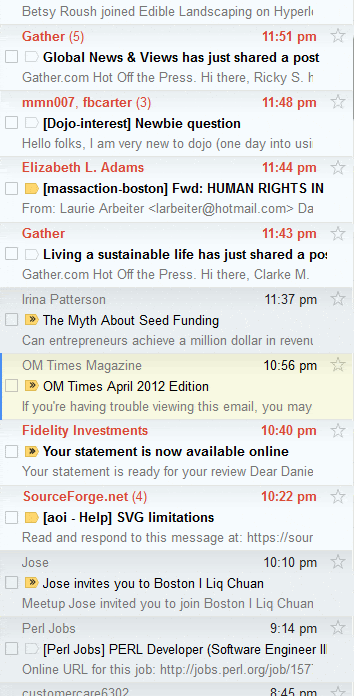 Betsy Roush joined Edible Landscaping on Hyperl
Gather (5) 11:51 pm
Global News & Views has just shared a post
Gather.com Hot Off the Press. Hi there, Ricky S. h
mmn007, fbcarter (3) 11:48 pm
[Dojo-interest] Newbie question
Hello folks, I am very new to dojo (one day into usi
Elizabeth L. Adams 11:44 pm
[massaction-boston] Fwd: HUMAN RIGHTS IN
From: Laurie Arbeiter <larbeiter@hotmail.com> Da
Gather 11:43 pm
Living a sustainable life has just shared a pos
Gather.com Hot Off the Press. Hi there, Clarke M.
Irina Patterson 11:37 pm
The Myth About Seed Funding
Can entrepreneurs achieve a million dollar in revenu
OM Times Magazine 10:56 pm
OM Times April 2012 Edition
If you're having trouble viewing this email, you may
Fidelity Investments 10:40 pm
Your statement is now available online
Your statement is ready for your review Dear Danie
SourceForge.net (4) 10:22 pm
[aoi - Help] SVG limitations
Read and respond to this message at: https://sour
Jose 10:10 pm
Jose invites you to Boston I Liq Chuan
Meetup Jose invited you to join Boston I Liq Chuan
Perl Jobs 9:14 pm
[Perl Jobs] PERL Developer (Software Engineer II
Online URL for this job: http://jobs.perl.org/job/157
customercare6302 8:45 pm